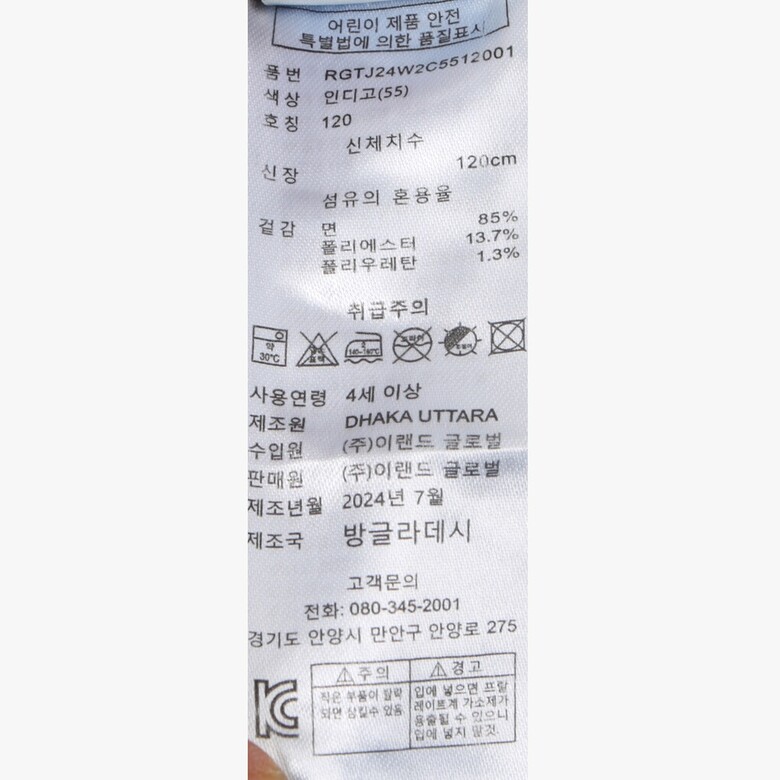 어린이 제품 안전
특별법에 의한 품질표시
품번 RGTJ24W2C5512001
색상 인디고(55)
호칭 120
신체치수
신장 120cm
섬유의 혼용율
겉감 면 85%
폴리에스터 13.7%
폴리우레탄 1.3%
취급주의
약
30℃
140~160℃
드라이
사용연령 4세 이상
제조원 DHAKA UTTARA
수입원 (주)이랜드 글로벌
판매원 (주)이랜드 글로벌
제조년월 2024년 7월
제조국 방글라데시
고객문의
전화: 080-345-2001
경기도 안양시 만안구 안양로 275
주의
작은 부품이 탈락
되면 삼킬수 있음
경고
입에 넣으면 프탈
레이트계 가소제가
용출될 수 있으니
입에 넣지 말것.